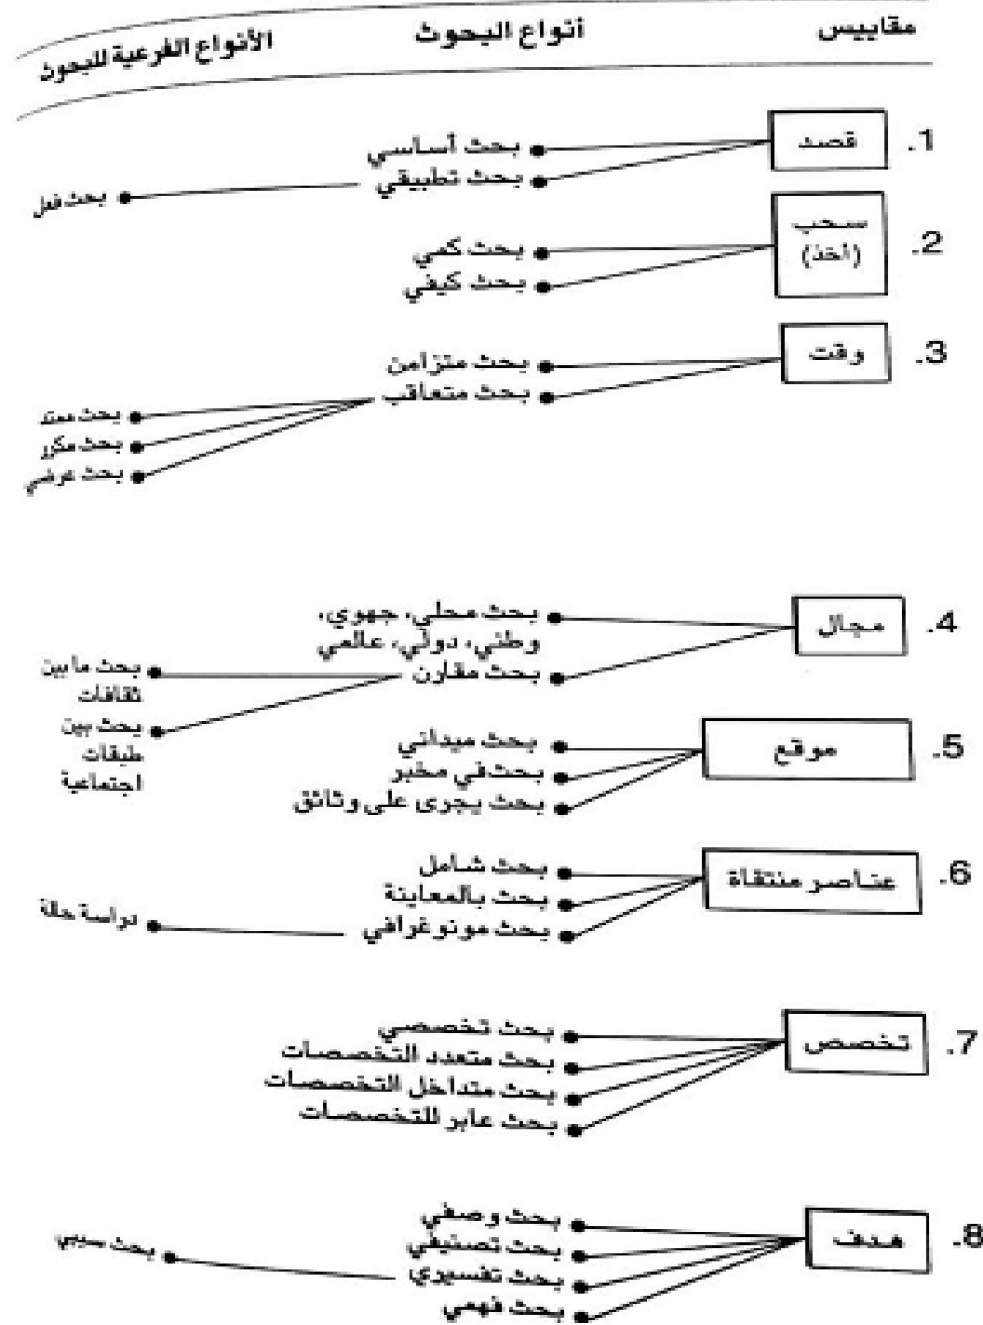 مقاييس أنواع البحوث الأنواع الفرعية للبحوث
1. قصد
بحث أساسي
بحث تطبيقي
بحث فعل
2. سحب
(أخذ)
بحث كمي
بحث كيفي
3. وقت
بحث متزامن
بحث متعاقب
بحث ممتد
بحث مكرر
بحث عرضي
4. مجال
بحث محلي، جهوي،
وطني، دولي، عالمي
بحث مقارن
بحث ما بين
ثقافات
بحث بين
طبقات
اجتماعية
5. موقع
بحث ميداني
بحث في مخبر
بحث يجرى على وثائق
6. عناصر منتقاة
بحث شامل
بحث بالمعاينة
بحث مونوغرافي
دراسة حالة
7. تخصص
بحث تخصصي
بحث متعدد التخصصات
بحث متداخل التخصصات
بحث عابر للتخصصات
8. هدف
بحث وصفي
بحث تصنيفي
بحث تفسيري
بحث فهمي
بحث سببي